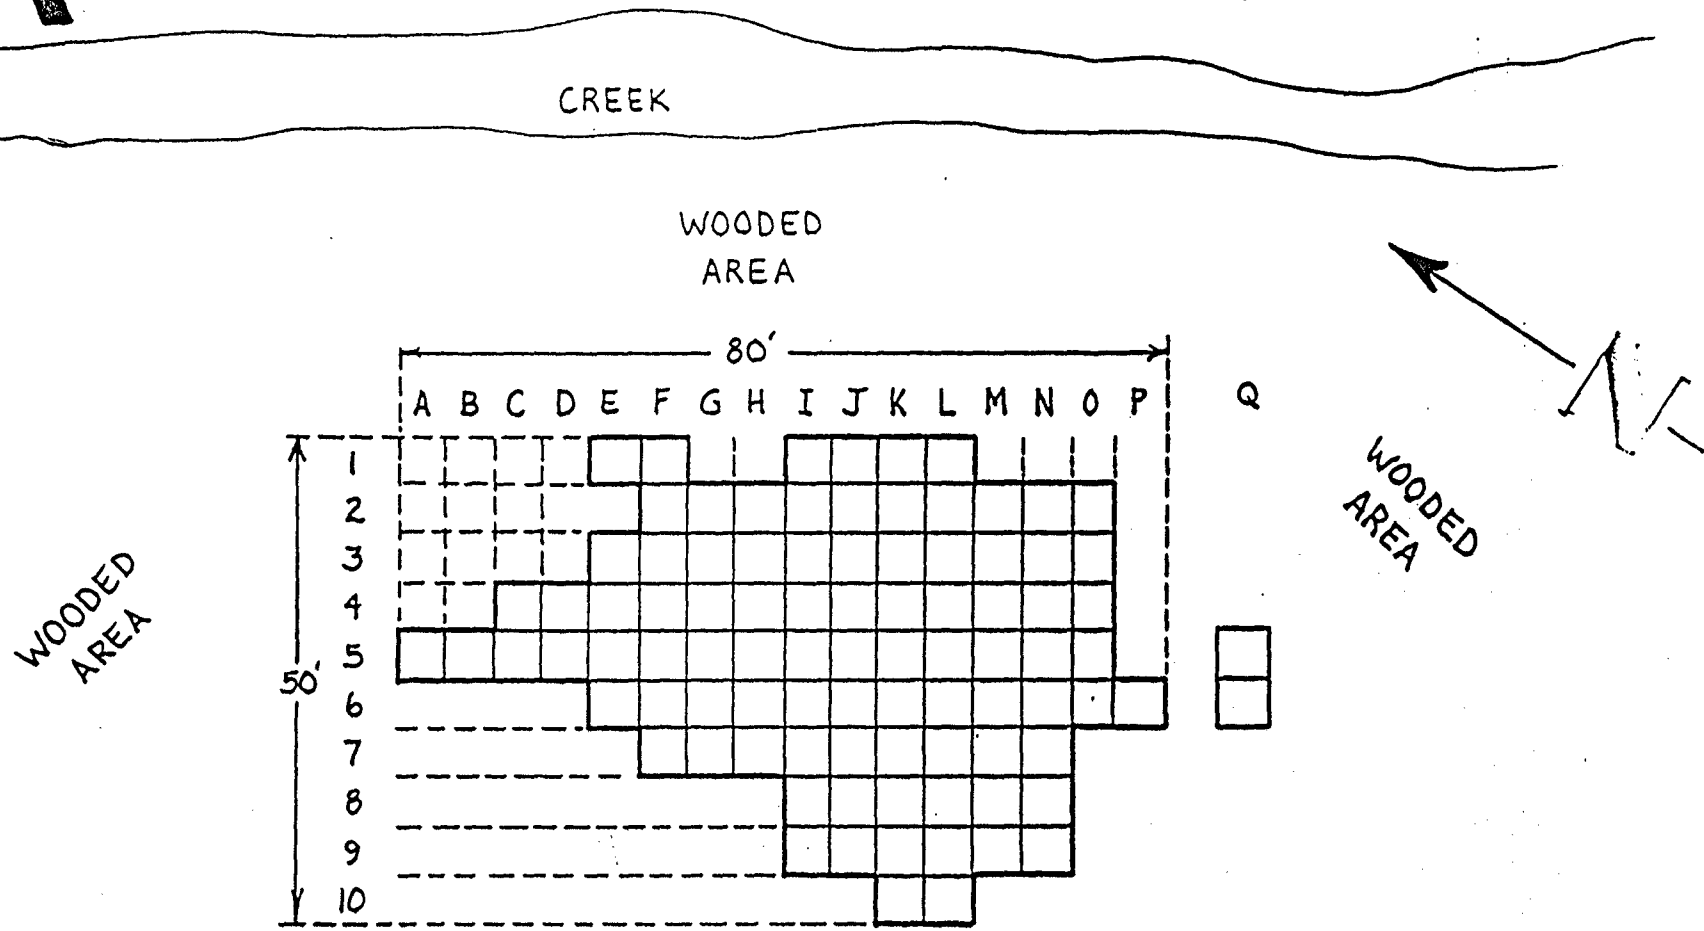 CREEK
WOODED
AREA
80'
A B C D E F G H I J K L M N O P Q
N
1
2
3
4
5
50'
6
7
8
9
10
WOODED
AREA
WOODED
AREA